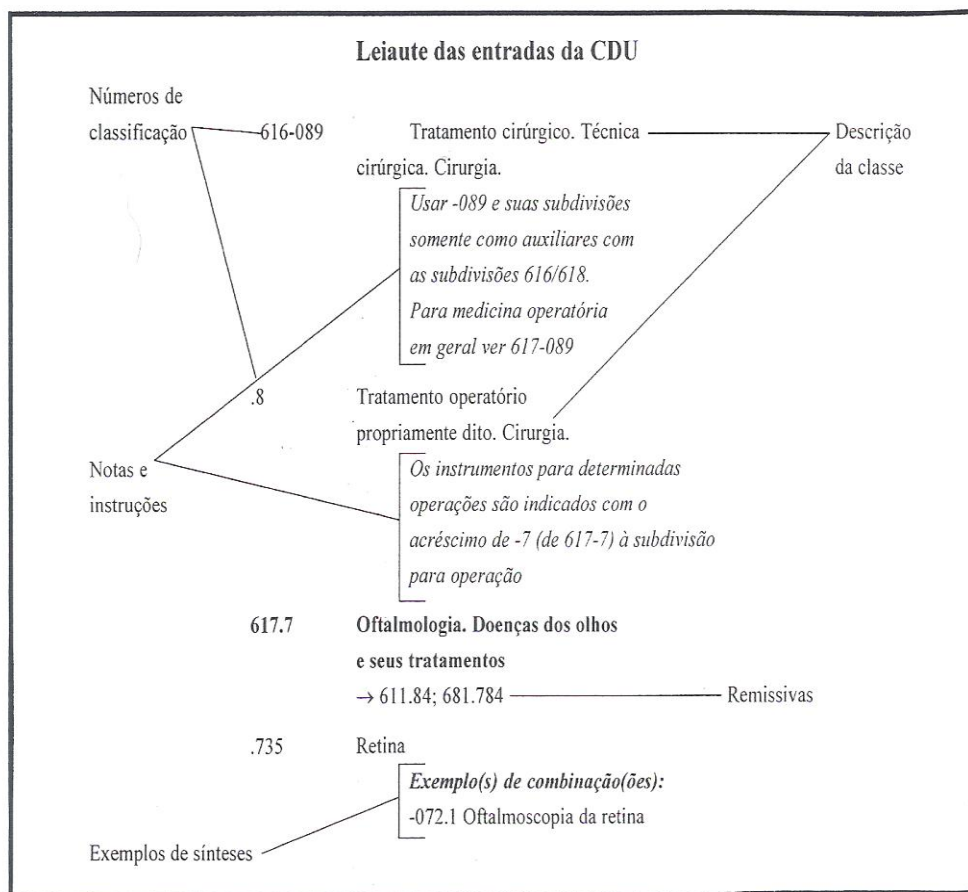 Leiaute das entradas da CDU
Números de
classificação 616-089 Tratamento cirúrgico. Técnica Descrição
cirúrgica. Cirurgia. da classe
Usar -089 e suas subdivisões
somente como auxiliares com
as subdivisões 616/618.
Para medicina operatória
em geral ver 617-089
.8 Tratamento operatório
propriamente dito. Cirurgia.
Notas e
instruções
Os instrumentos para determinadas
operações são indicados com o
acréscimo de -7 (de 617-7) à subdivisão
para operação
617.7 Oftalmologia. Doenças dos olhos
e seus tratamentos
→ 611.84; 681.784 Remissivas
.735 Retina
Exemplo(s) de combinação(ões):
-072.1 Oftalmoscopia da retina
Exemplos de sínteses